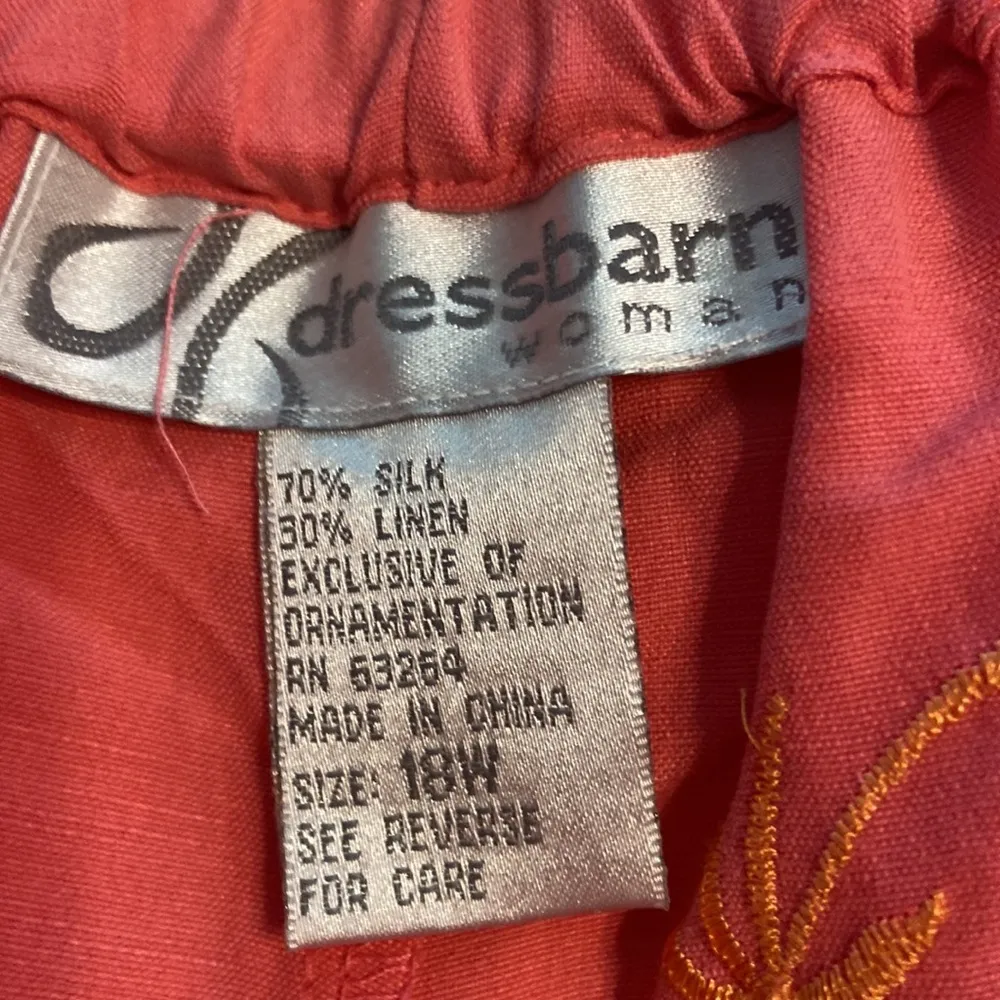 dressbarn
woman
70% SILK
30% LINEN
EXCLUSIVE OF
ORNAMENTATION
RN 63264
MADE IN CHINA
SIZE: 18W
SEE REVERSE
FOR CARE